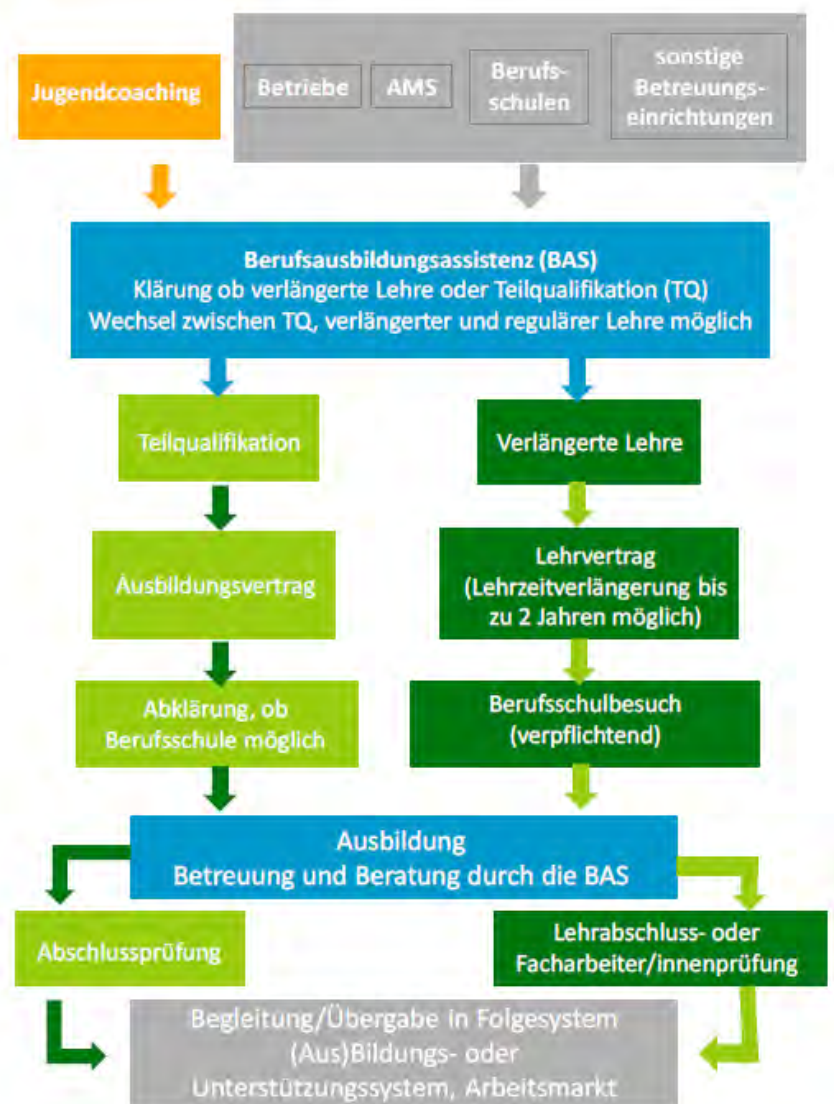 Jugendcoaching
Betriebe
AMS
Berufs-
schulen
sonstige
Betreuungs-
einrichtungen
Berufsausbildungsassistenz (BAS)
Klärung ob verlängerte Lehre oder Teilqualifikation (TQ)
Wechsel zwischen TQ, verlängerter und regulärer Lehre möglich
Teilqualifikation
Verlängerte Lehre
Ausbildungsvertrag
Lehrvertrag
(Lehrzeitverlängerung bis
zu 2 Jahren möglich)
Abklärung, ob
Berufsschule möglich
Berufsschulbesuch
(verpflichtend)
Ausbildung
Betreuung und Beratung durch die BAS
Abschlussprüfung
Lehrabschluss- oder
Facharbeiter/innenprüfung
Begleitung/Übergabe in Folgesystem
(Aus)Bildungs- oder
Unterstützungssystem, Arbeitsmarkt